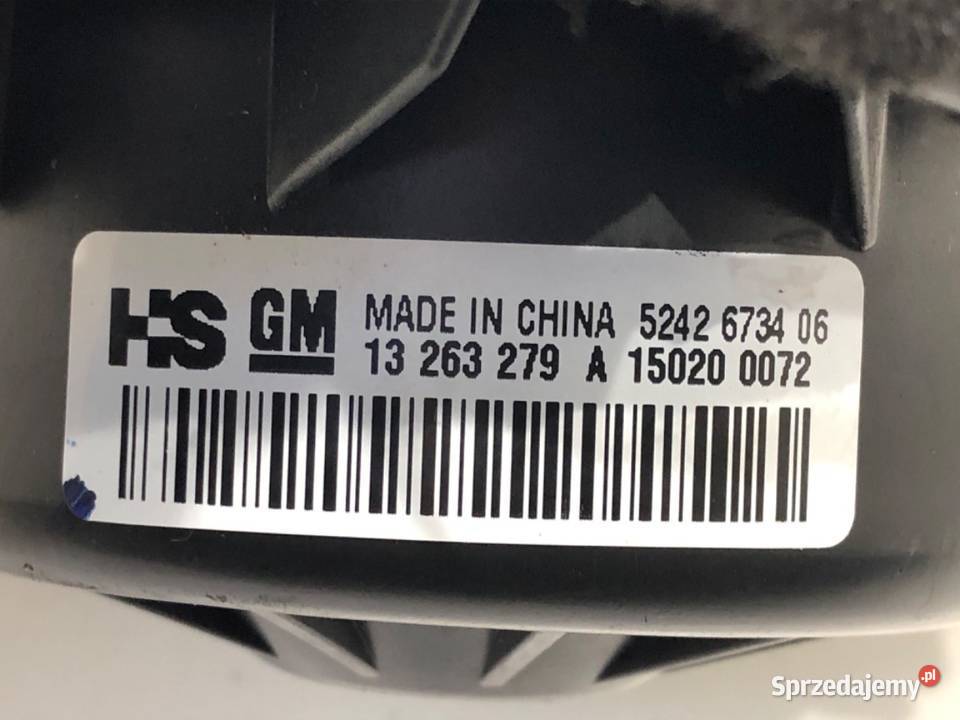 HS GM MADE IN CHINA 5242 6734 06
13 263 279 A 15020 0072
Sprzedajemy.pl